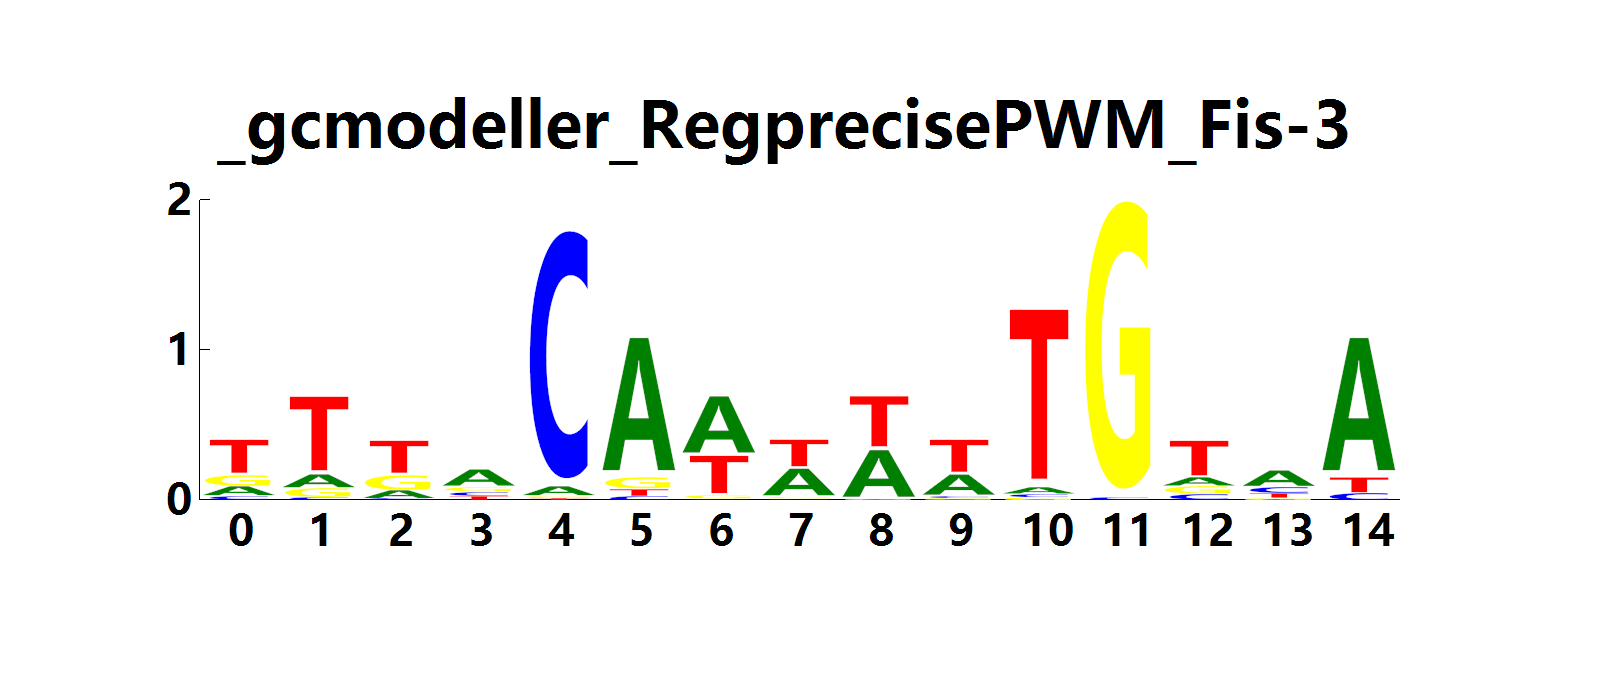 _gcmodeller_RegprecisePWM_Fis-3
2
1
0
T T T A C A A T T T T G T A A
G A G G A G T A A A A C A C T
A G A C T T G C C G C C T C
C C T C
0 1 2 3 4 5 6 7 8 9 10 11 12 13 14